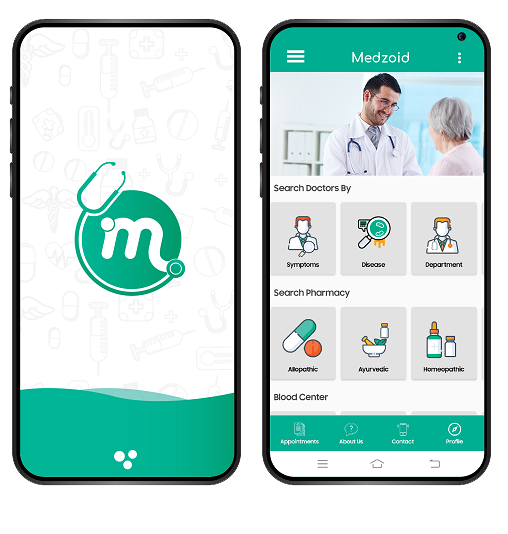 m
Medzoid
Search Doctors By
Symptoms
Disease
Department
Search Pharmacy
Allopathic
Ayurvedic
Homeopathic
Blood Center
Appointments
About Us
Contact
Profile